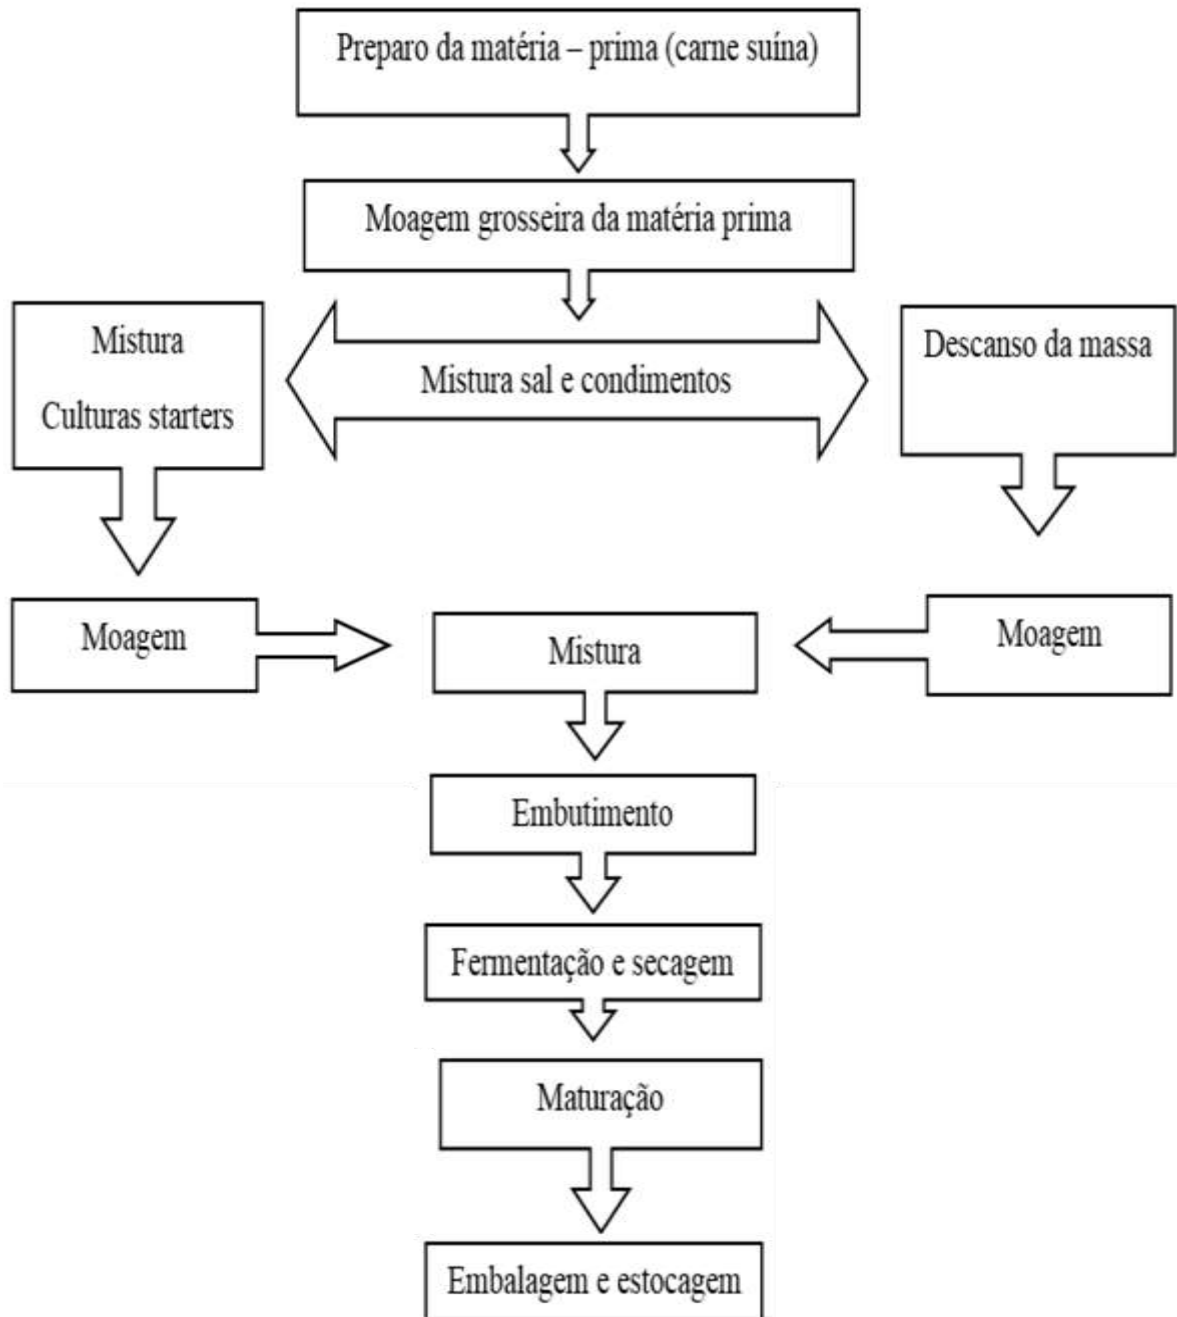 Preparo da matéria – prima (carne suína)
Moagem grosseira da matéria prima
Mistura
Culturas starters
Mistura sal e condimentos
Descanso da massa
Moagem
Mistura
Moagem
Embutimento
Fermentação e secagem
Maturação
Embalagem e estocagem